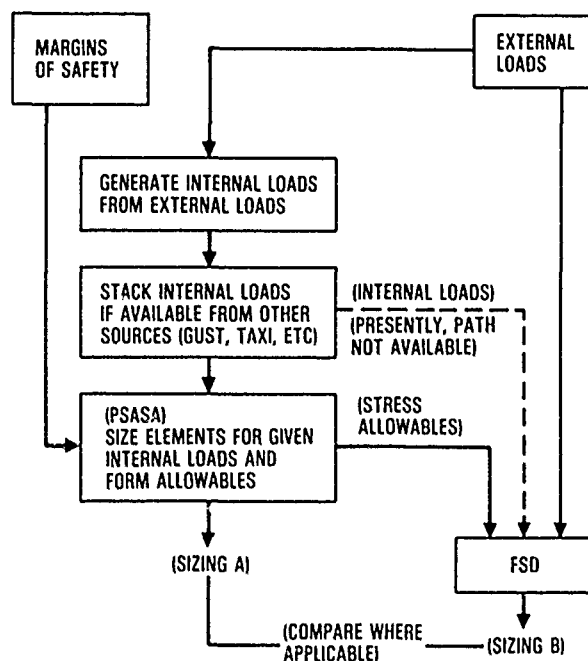 MARGINS
OF SAFETY
EXTERNAL
LOADS
GENERATE INTERNAL LOADS
FROM EXTERNAL LOADS
STACK INTERNAL LOADS
IF AVAILABLE FROM OTHER
SOURCES (GUST, TAXI, ETC)
(INTERNAL LOADS)
(PRESENTLY, PATH
NOT AVAILABLE)
(PSASA)
SIZE ELEMENTS FOR GIVEN
INTERNAL LOADS AND
FORM ALLOWABLES
(STRESS
ALLOWABLES)
FSD
(SIZING A)
(COMPARE WHERE
APPLICABLE)
(SIZING B)